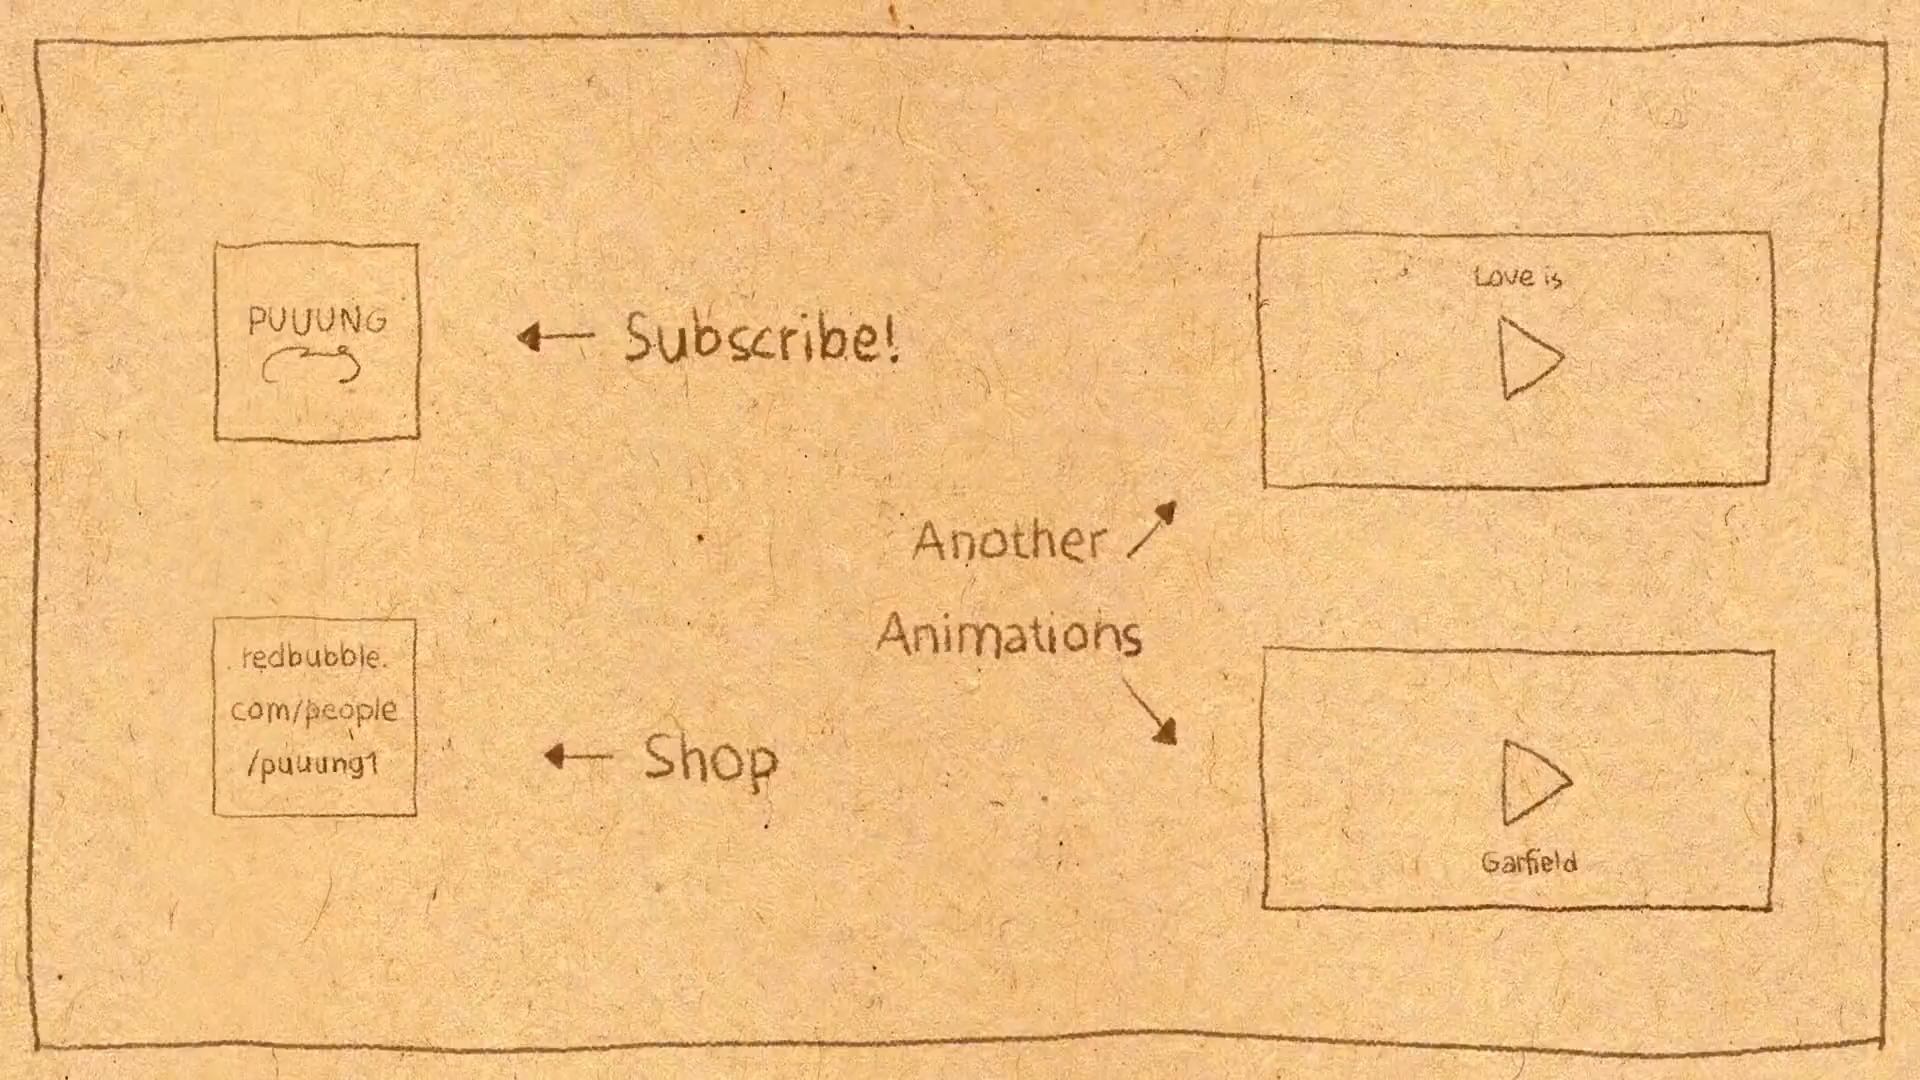 PUUUNG
Subscribe!
Love is
Another
Animations
redbubble.
com/people
/puuung1
Shop
Garfield